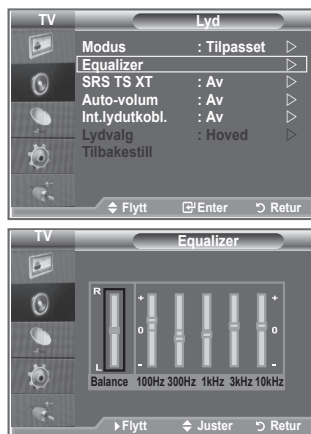 TV Lyd
Modus : Tilpasset
Equalizer
SRS TS XT : Av
Auto-volum : Av
Int.lydutkobl. : Av
Lydvalg : Hoved
Tilbakestill
Flytt Enter Retur
TV Equalizer
R + +
0 0
L - -
Balance 100Hz 300Hz 1kHz 3kHz 10kHz
Flytt Juster Retur